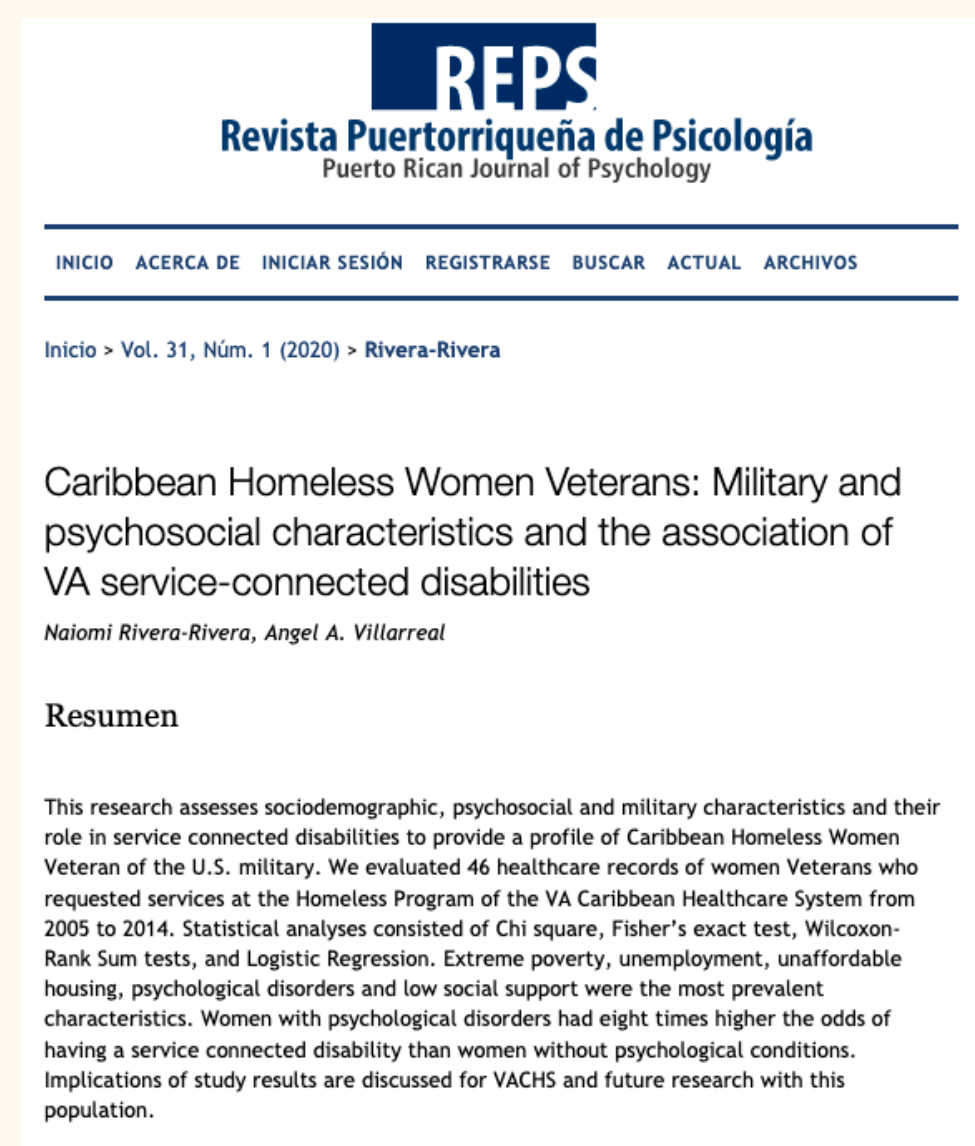 REPS
Revista Puertorriqueña de Psicología
Puerto Rican Journal of Psychology
INICIO ACERCA DE INICIAR SESIÓN REGISTRARSE BUSCAR ACTUAL ARCHIVOS
Inicio > Vol. 31, Núm. 1 (2020) > Rivera-Rivera
Caribbean Homeless Women Veterans: Military and
psychosocial characteristics and the association of
VA service-connected disabilities
Naiomi Rivera-Rivera, Angel A. Villarreal
Resumen
This research assesses sociodemographic, psychosocial and military characteristics and their
role in service connected disabilities to provide a profile of Caribbean Homeless Women
Veteran of the U.S. military. We evaluated 46 healthcare records of women Veterans who
requested services at the Homeless Program of the VA Caribbean Healthcare System from
2005 to 2014. Statistical analyses consisted of Chi square, Fisher's exact test, Wilcoxon-
Rank Sum tests, and Logistic Regression. Extreme poverty, unemployment, unaffordable
housing, psychological disorders and low social support were the most prevalent
characteristics. Women with psychological disorders had eight times higher the odds of
having a service connected disability than women without psychological conditions.
Implications of study results are discussed for VACHS and future research with this
population.